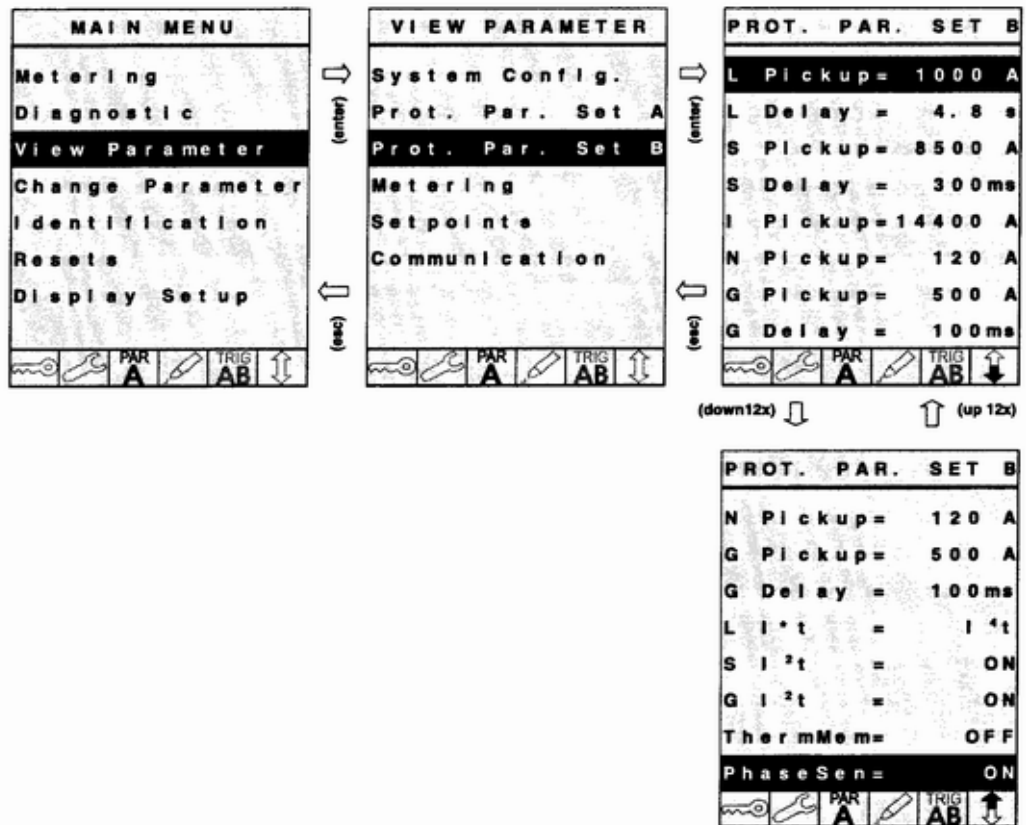 MAIN MENU
Metering
Diagnostic
View Parameter
Change Parameter
Identification
Resets
Display Setup
PAR A TRIG AB
(enter)
(esc)
VIEW PARAMETER
System Config.
Prot. Par. Set A
Prot. Par. Set B
Metering
Setpoints
Communication
PAR A TRIG AB
(enter)
(esc)
PROT. PAR. SET B
L Pickup= 1000 A
L Delay = 4.8 s
S Pickup= 8500 A
S Delay = 300ms
I Pickup=14400 A
N Pickup= 120 A
G Pickup= 500 A
G Delay = 100ms
PAR A TRIG AB
(down12x) (up 12x)
PROT. PAR. SET B
N Pickup= 120 A
G Pickup= 500 A
G Delay = 100ms
L I*t = I⁴t
S I²t = ON
G I²t = ON
ThermMem= OFF
PhaseSen= ON
PAR A TRIG AB